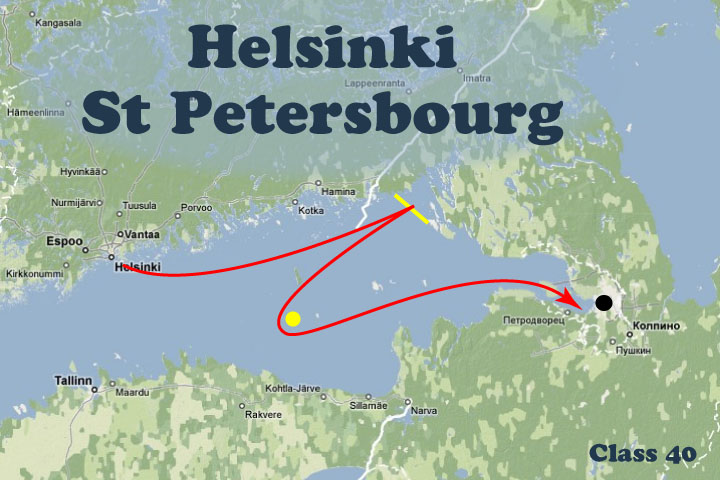 Kangasala
Helsinki
Lappeenranta
Imatra
Hämeenlinna
St Petersbourg
Hyvinkää
Hamina
Nurmijärvi
Tuusula
Porvoo
Kotka
Espoo
Vantaa
Kirkkonummi
Helsinki
Петродворец
Колпино
Пушкин
Tallinn
Maardu
Kohtla-Järve
Sillamäe
Narva
Rakvere
Class 40